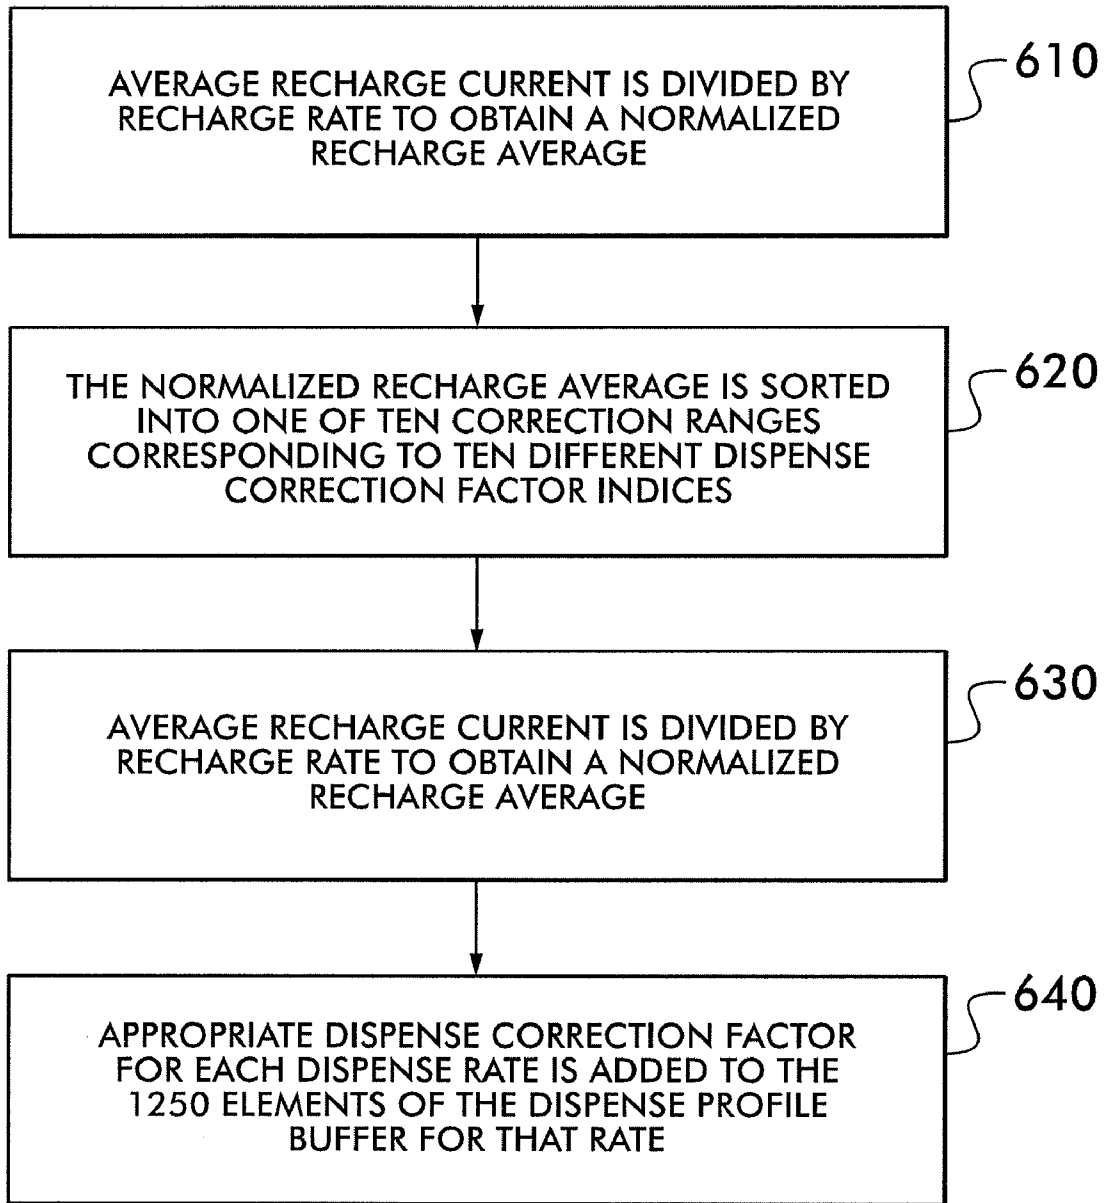 AVERAGE RECHARGE CURRENT IS DIVIDED BY
RECHARGE RATE TO OBTAIN A NORMALIZED
RECHARGE AVERAGE
610
THE NORMALIZED RECHARGE AVERAGE IS SORTED
INTO ONE OF TEN CORRECTION RANGES
CORRESPONDING TO TEN DIFFERENT DISPENSE
CORRECTION FACTOR INDICES
620
AVERAGE RECHARGE CURRENT IS DIVIDED BY
RECHARGE RATE TO OBTAIN A NORMALIZED
RECHARGE AVERAGE
630
APPROPRIATE DISPENSE CORRECTION FACTOR
FOR EACH DISPENSE RATE IS ADDED TO THE
1250 ELEMENTS OF THE DISPENSE PROFILE
BUFFER FOR THAT RATE
640